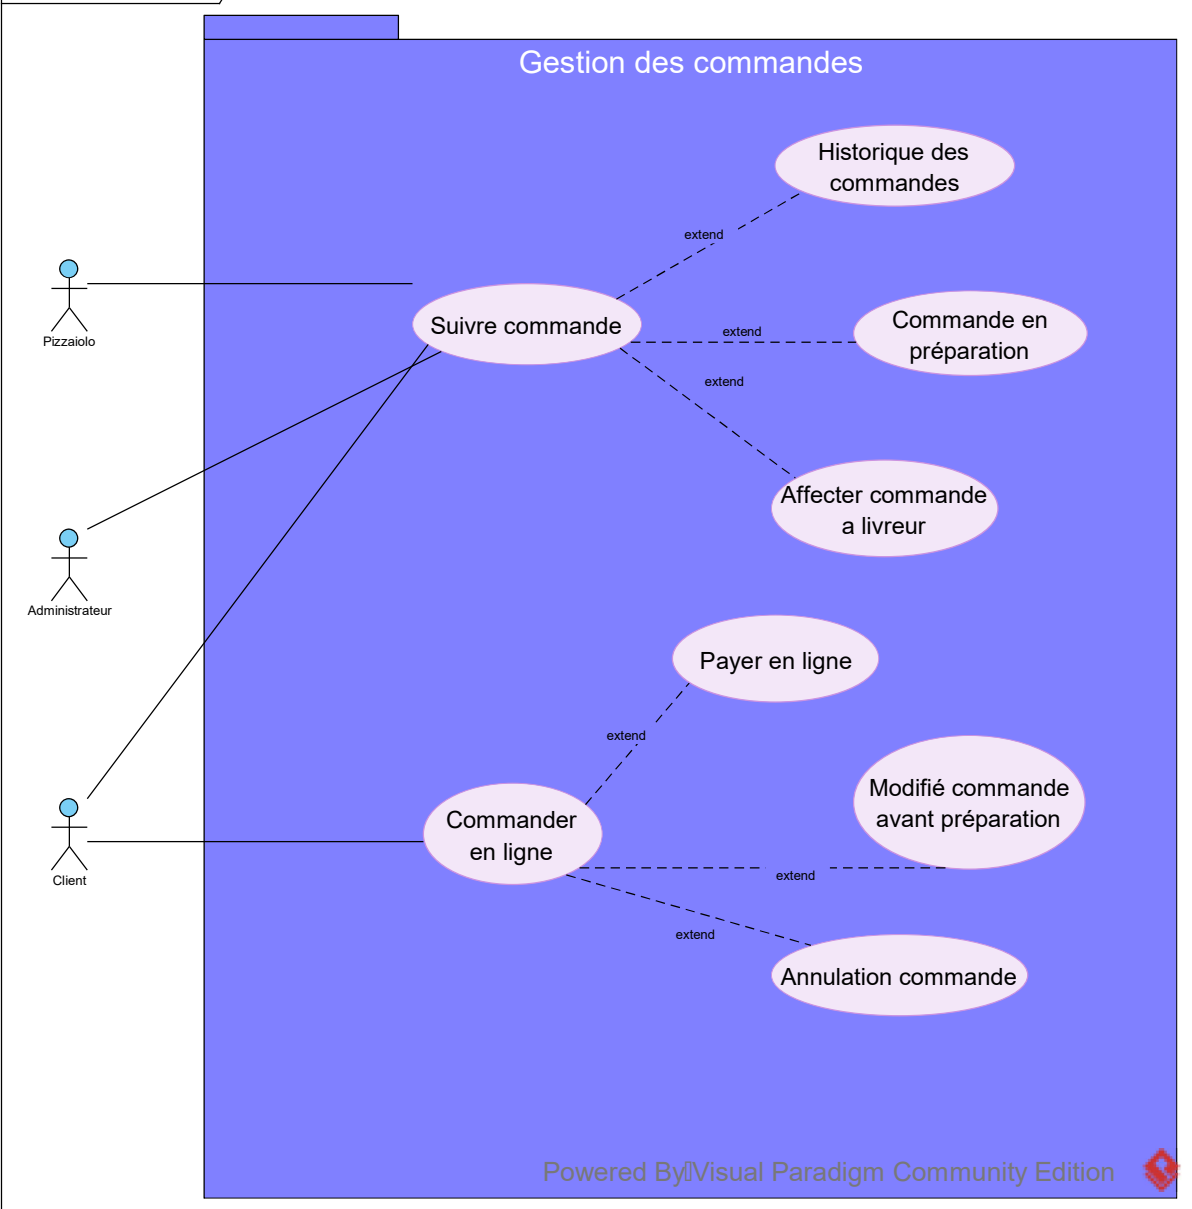 Gestion des commandes
Historique des
commandes
extend
Pizzaiolo
Suivre commande
extend
Commande en
préparation
extend
Affecter commande
a livreur
Administrateur
Payer en ligne
extend
Modifié commande
avant préparation
Commander
en ligne
Client
extend
extend
Annulation commande
Powered By Visual Paradigm Community Edition